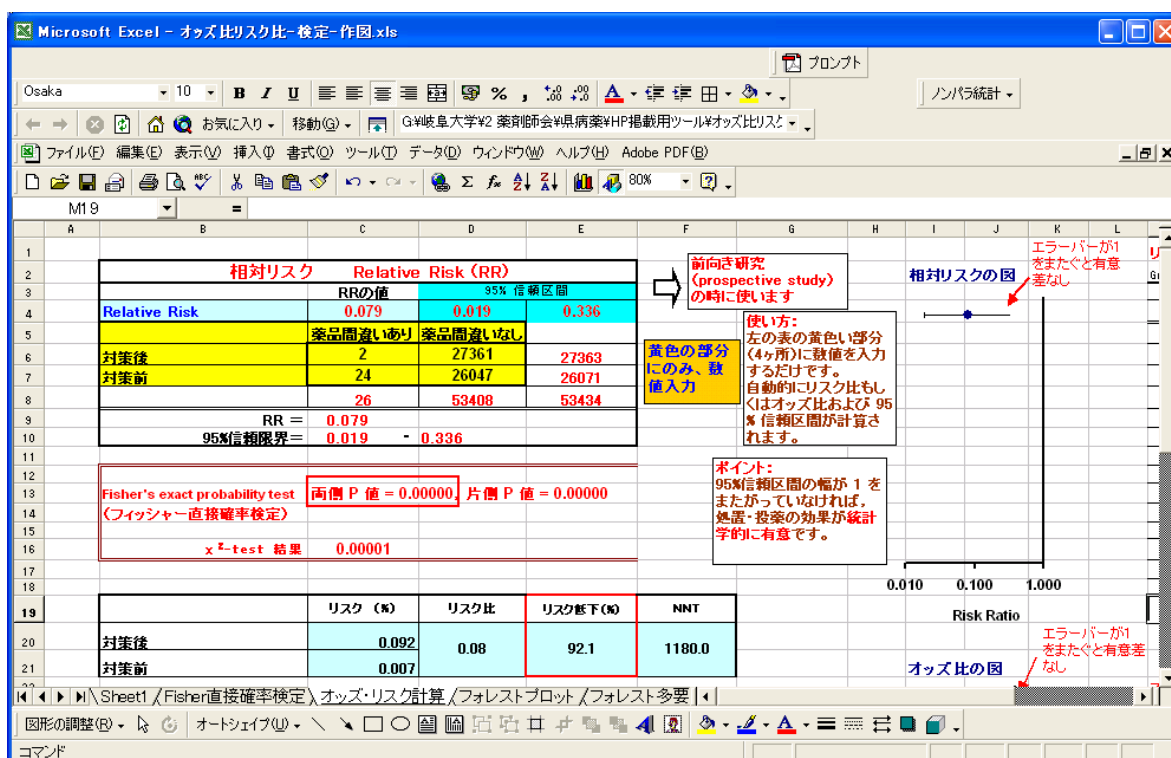 Microsoft Excel - オッズ比リスク比-検定-作図.xls
プロンプト
Osaka 10 B I U % ,
ノンパラ統計
お気に入り 移動(G) G:¥岐阜大学¥2 薬剤師会¥県病薬¥HP掲載用ツール¥オッズ比リスク
ファイル(F) 編集(E) 表示(V) 挿入(I) 書式(O) ツール(T) データ(D) ウィンドウ(W) ヘルプ(H) Adobe PDF(B)
80%
M19 =
A B C D E F G H I J K L
1
2 相対リスク Relative Risk (RR)
3 RRの値 95% 信頼区間
4 Relative Risk 0.079 0.019 0.336
5 薬品間違いあり 薬品間違いなし
6 対策後 2 27361 27363
7 対策前 24 26047 26071
8 26 53408 53434
9 RR = 0.079
10 95%信頼限界= 0.019 - 0.336
11
12
13 Fisher's exact probability test 両側 P 値 = 0.00000, 片側 P 値 = 0.00000
14 (フィッシャー直接確率検定)
15
16 x²-test 結果 0.00001
17
18
19 リスク (%) リスク比 リスク低下(%) NNT
20 対策後 0.092 0.08 92.1 1180.0
21 対策前 0.007
前向き研究
(prospective study)
の時に使います
黄色の部分
にのみ、数
値入力
使い方:
左の表の黄色い部分
(4ヶ所)に数値を入力
するだけです。
自動的にリスク比もし
くはオッズ比および 95
% 信頼区間が計算さ
れます。
ポイント:
95%信頼区間の幅が 1 を
またがっていなければ,
処置・投薬の効果が統計
学的に有意です。
エラーバーが1
をまたぐと有意
差なし
相対リスクの図
0.010 0.100 1.000
Risk Ratio
エラーバーが1
をまたぐと有意差
なし
オッズ比の図
Sheet1 Fisher直接確率検定 オッズ・リスク計算 フォレストプロット フォレスト多要
図形の調整(R) オートシェイプ(U)
コマンド